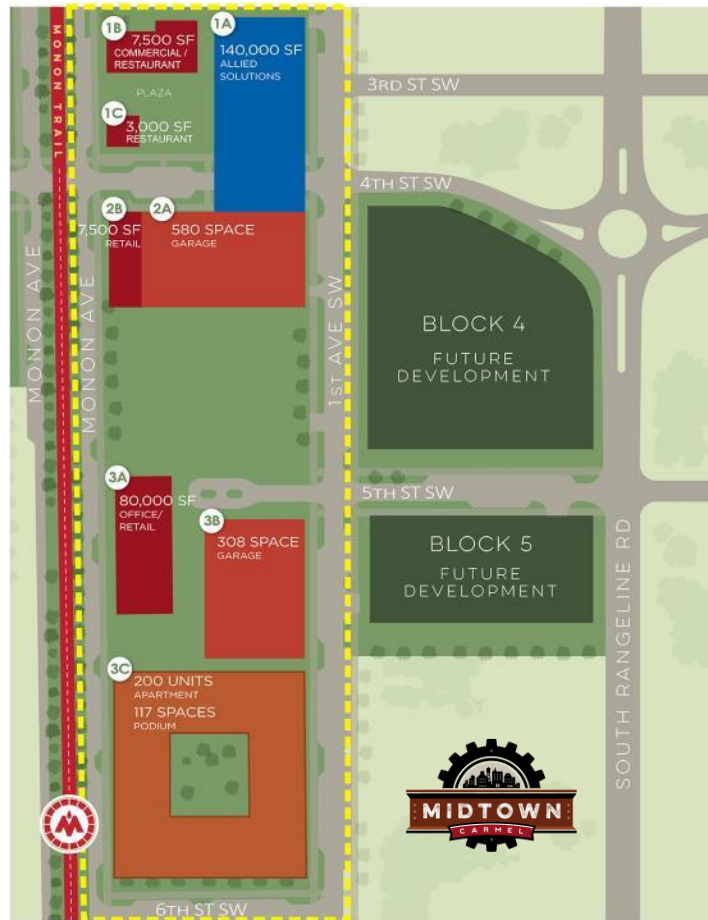 1B
7,500 SF
COMMERCIAL /
RESTAURANT
1A
140,000 SF
ALLIED
SOLUTIONS
PLAZA
1C
3,000 SF
RESTAURANT
MONON TRAIL
3RD ST SW
4TH ST SW
2B
7,500 SF
RETAIL
2A
580 SPACE
GARAGE
MONON AVE
MONON AVE
1ST AVE SW
BLOCK 4
FUTURE
DEVELOPMENT
3A
80,000 SF
OFFICE/
RETAIL
5TH ST SW
3B
308 SPACE
GARAGE
BLOCK 5
FUTURE
DEVELOPMENT
SOUTH RANGELINE RD
3C
200 UNITS
APARTMENT
117 SPACES
PODIUM
M
MIDTOWN
CARMEL
6TH ST SW